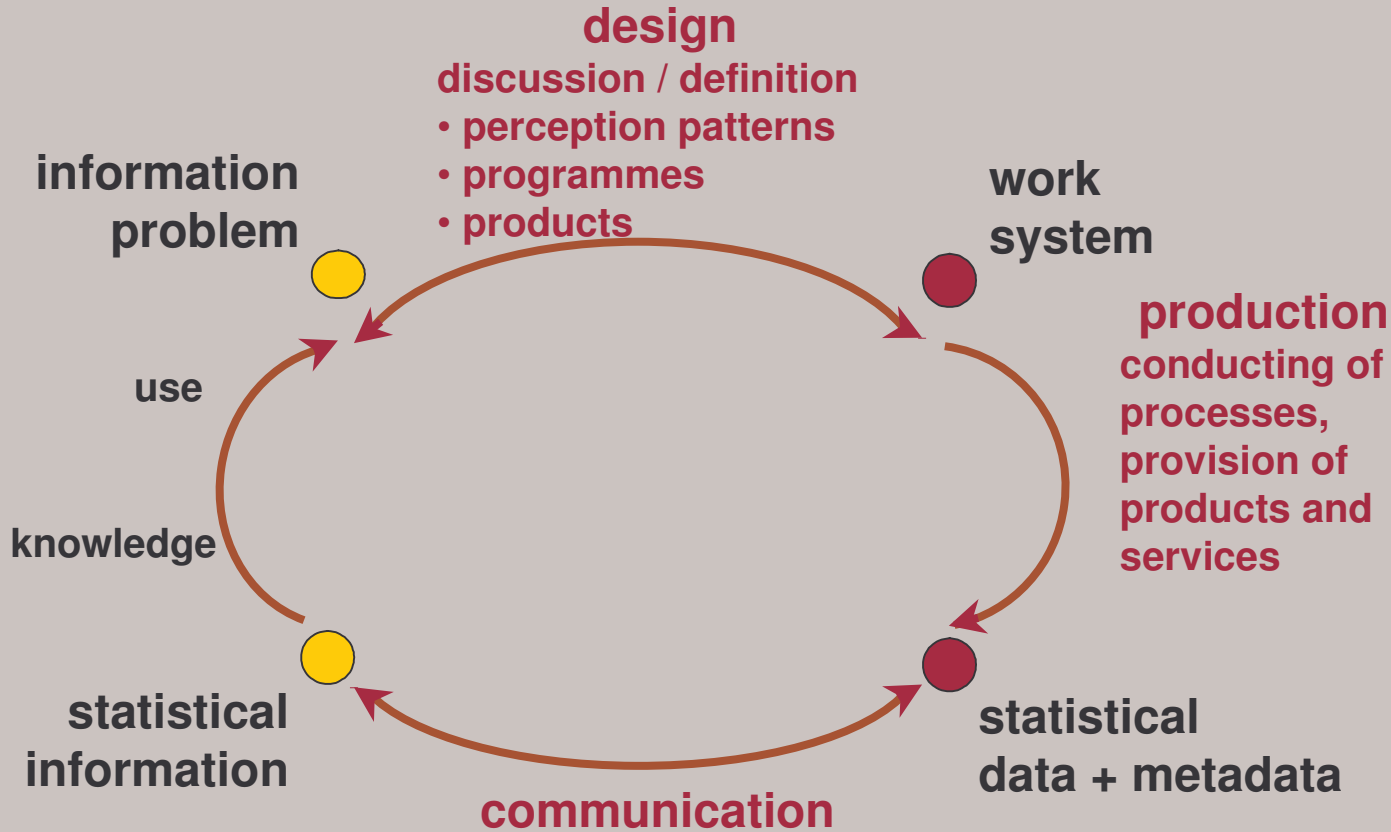 design
discussion / definition
• perception patterns
• programmes
• products
information
problem
work
system
production
conducting of
processes,
provision of
products and
services
use
knowledge
statistical
information
statistical
data + metadata
communication